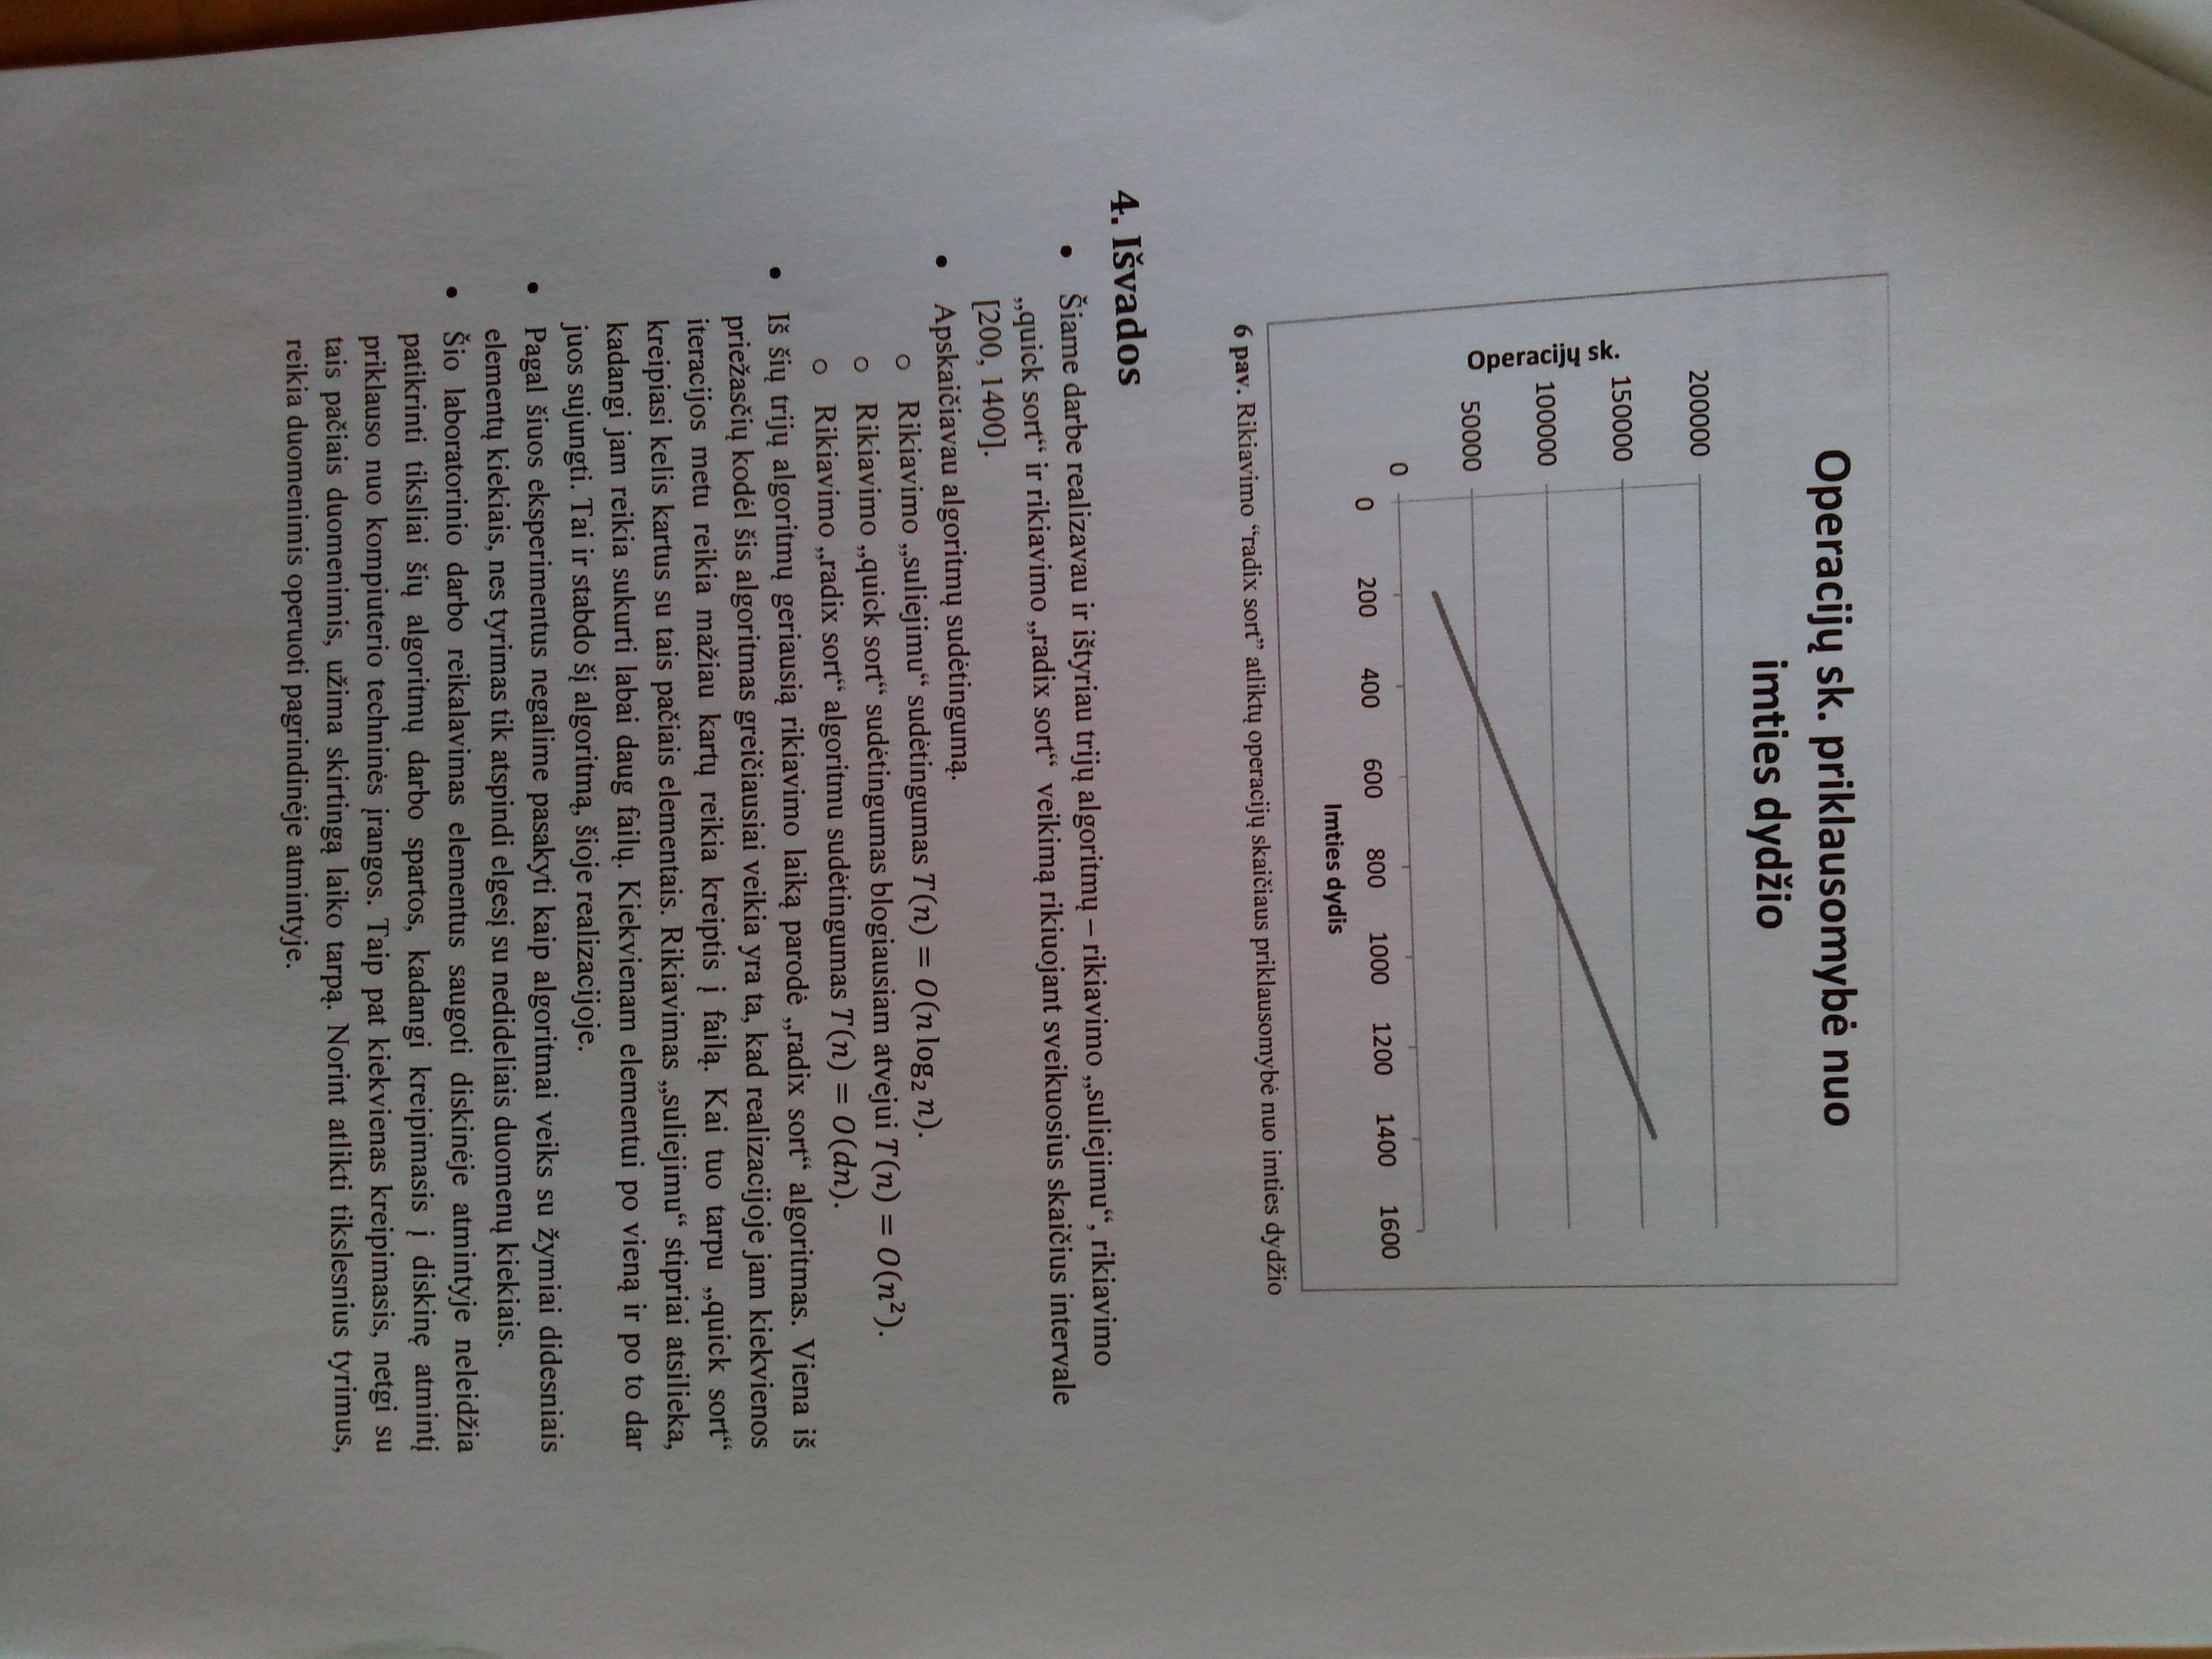 Operacijų sk. priklausomybė nuo
imties dydžio
200000
150000
100000
50000
0
Operacijų sk.
0 200 400 600 800 1000 1200 1400 1600
Imties dydis
6 pav. Rikiavimo “radix sort” atliktų operacijų skaičiaus priklausomybė nuo imties dydžio
4. Išvados
• Šiame darbe realizavau ir ištyriau trijų algoritmų – rikiavimo „suliejimu“, rikiavimo
„quick sort“ ir rikiavimo „radix sort“ veikimą rikiuojant sveikuosius skaičius intervale
[200, 1400].
• Apskaičiavau algoritmų sudėtingumą.
o Rikiavimo „suliejimu“ sudėtingumas T(n) = O(n log₂ n).
o Rikiavimo „quick sort“ sudėtingumas blogiausiam atvejui T(n) = O(n²).
o Rikiavimo „radix sort“ algoritmu sudėtingumas T(n) = O(dn).
• Iš šių trijų algoritmų geriausią rikiavimo laiką parodė „radix sort“ algoritmas. Viena iš
priežasčių kodėl šis algoritmas greičiausiai veikia yra ta, kad realizacijoje jam kiekvienos
iteracijos metu reikia mažiau kartų reikia kreiptis į failą. Kai tuo tarpu „quick sort“
kreipiasi kelis kartus su tais pačiais elementais. Rikiavimas „suliejimu“ stipriai atsilieka,
kadangi jam reikia sukurti labai daug failų. Kiekvienam elementui po vieną ir po to dar
juos sujungti. Tai ir stabdo šį algoritmą, šioje realizacijoje.
• Pagal šiuos eksperimentus negalime pasakyti kaip algoritmai veiks su žymiai didesniais
elementų kiekiais, nes tyrimas tik atspindi elgesį su nedideliais duomenų kiekiais.
• Šio laboratorinio darbo reikalavimas elementus saugoti diskinėje atmintyje neleidžia
patikrinti tiksliai šių algoritmų darbo spartos, kadangi kreipimasis į diskinę atmintį
priklauso nuo kompiuterio techninės įrangos. Taip pat kiekvienas kreipimasis, netgi su
tais pačiais duomenimis, užima skirtingą laiko tarpą. Norint atlikti tikslesnius tyrimus,
reikia duomenimis operuoti pagrindinėje atmintyje.